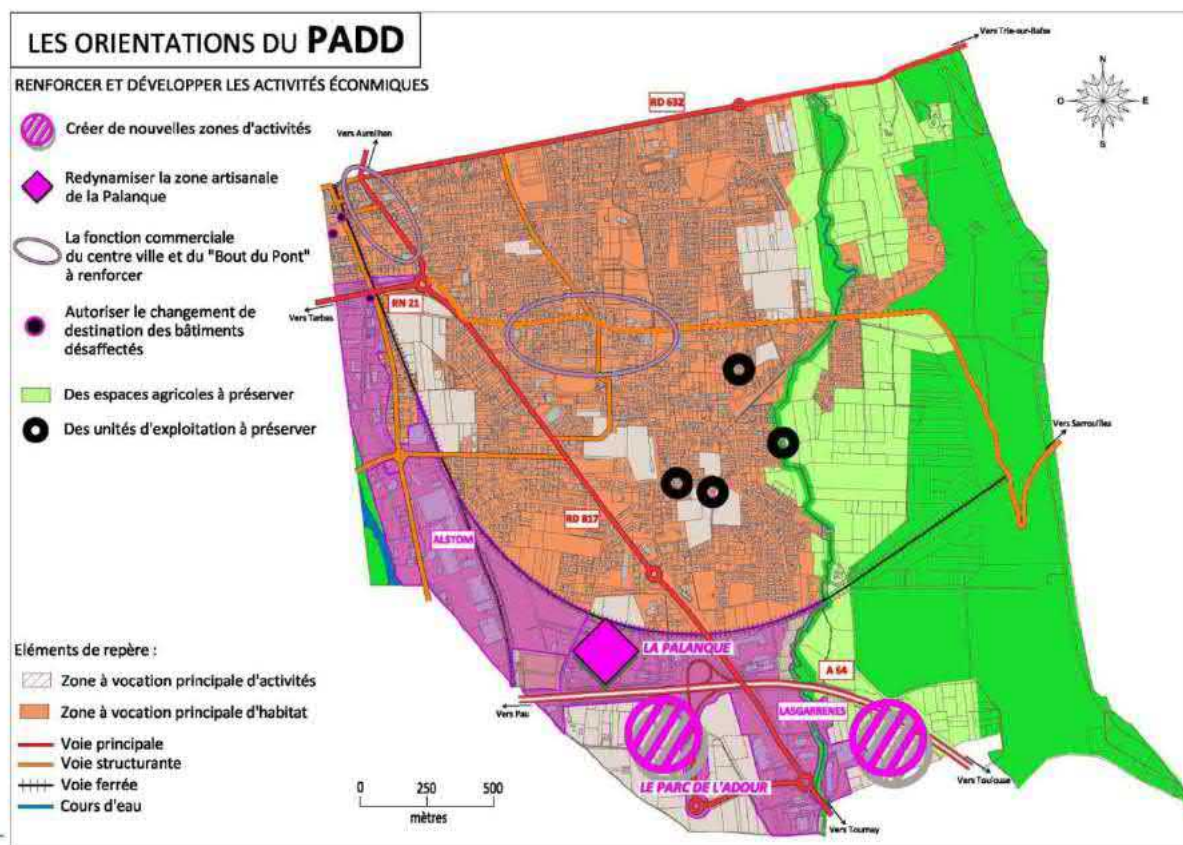 LES ORIENTATIONS DU PADD
RENFORCER ET DÉVELOPPER LES ACTIVITÉS ÉCONMIQUES
Créer de nouvelles zones d'activités
Redynamiser la zone artisanale
de la Palanque
La fonction commerciale
du centre ville et du "Bout du Pont"
à renforcer
Autoriser le changement de
destination des bâtiments
désaffectés
Des espaces agricoles à préserver
Des unités d'exploitation à préserver
Eléments de repère :
Zone à vocation principale d'activités
Zone à vocation principale d'habitat
Voie principale
Voie structurante
Voie ferrée
Cours d'eau
0 250 500
mètres
Vers Trie-sur-Baïse
O
E
S
RD 632
Vers Aureilhan
RN 21
Vers Tarbes
Vers Sarrouilles
RD 817
ALSTOM
LA PALANQUE
A 64
Vers Pau
LASGARRENES
Vers Toulouse
LE PARC DE L'ADOUR
Vers Tournay